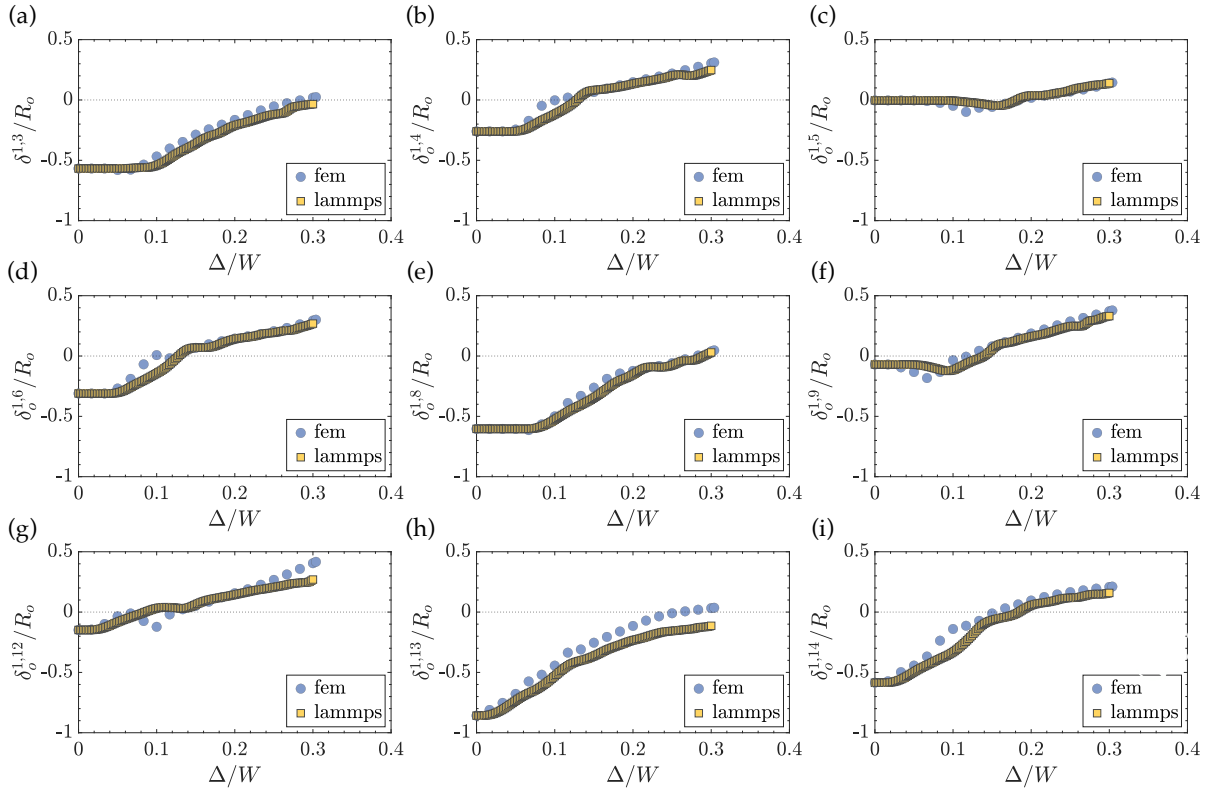 (a)
0.5
0
-0.5
-1
δ^{1,3}/R_o
0 0.1 0.2 0.3 0.4
Δ/W
fem
lammps
(b)
0.5
0
-0.5
-1
δ_o^{1,4}/R_o
0 0.1 0.2 0.3 0.4
Δ/W
fem
lammps
(c)
0.5
0
-0.5
-1
δ_o^{1,5}/R_o
0 0.1 0.2 0.3 0.4
Δ/W
fem
lammps
(d)
0.5
0
-0.5
-1
δ_o^{1,6}/R_o
0 0.1 0.2 0.3 0.4
Δ/W
fem
lammps
(e)
0.5
0
-0.5
-1
δ_o^{1,8}/R_o
0 0.1 0.2 0.3 0.4
Δ/W
fem
lammps
(f)
0.5
0
-0.5
-1
δ_o^{1,9}/R_o
0 0.1 0.2 0.3 0.4
Δ/W
fem
lammps
(g)
0.5
0
-0.5
-1
δ_o^{1,12}/R_o
0 0.1 0.2 0.3 0.4
Δ/W
fem
lammps
(h)
0.5
0
-0.5
-1
δ_o^{1,13}/R_o
0 0.1 0.2 0.3 0.4
Δ/W
fem
lammps
(i)
0.5
0
-0.5
-1
δ_o^{1,14}/R_o
0 0.1 0.2 0.3 0.4
Δ/W
fem
lammps